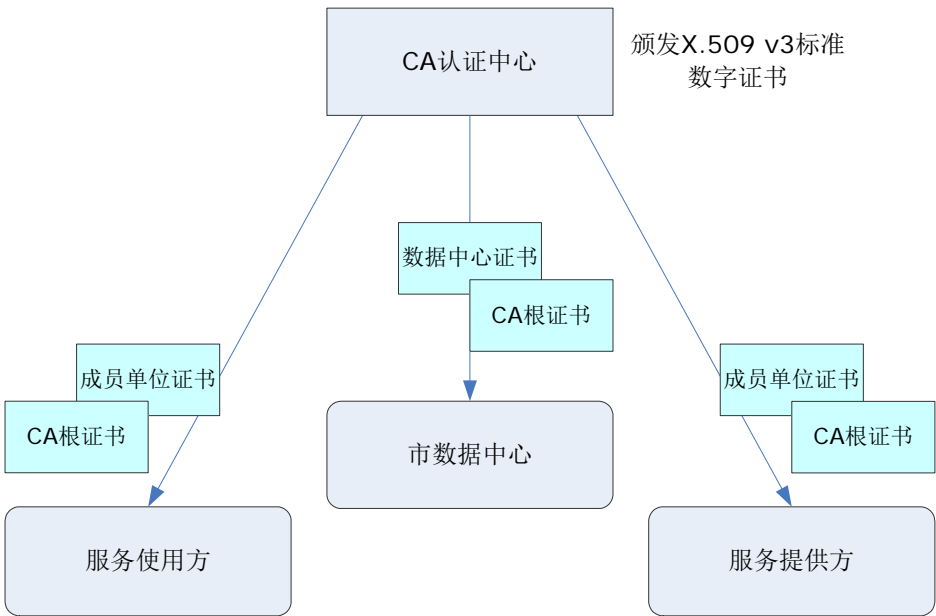 CA认证中心
颁发X.509 v3标准
数字证书
数据中心证书
CA根证书
成员单位证书
CA根证书
成员单位证书
CA根证书
市数据中心
服务使用方
服务提供方